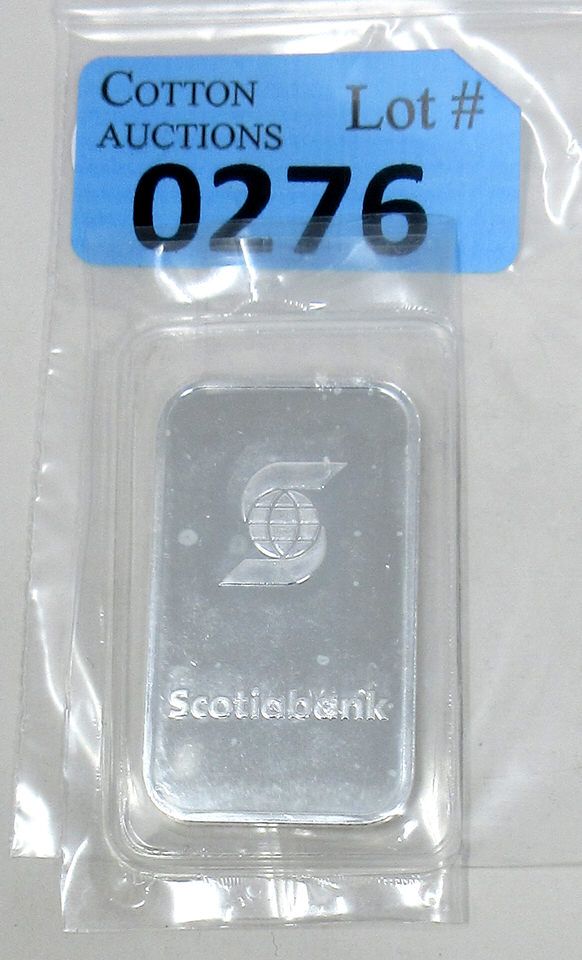 COTTON
AUCTIONS
Lot #
0276
Scotiabank